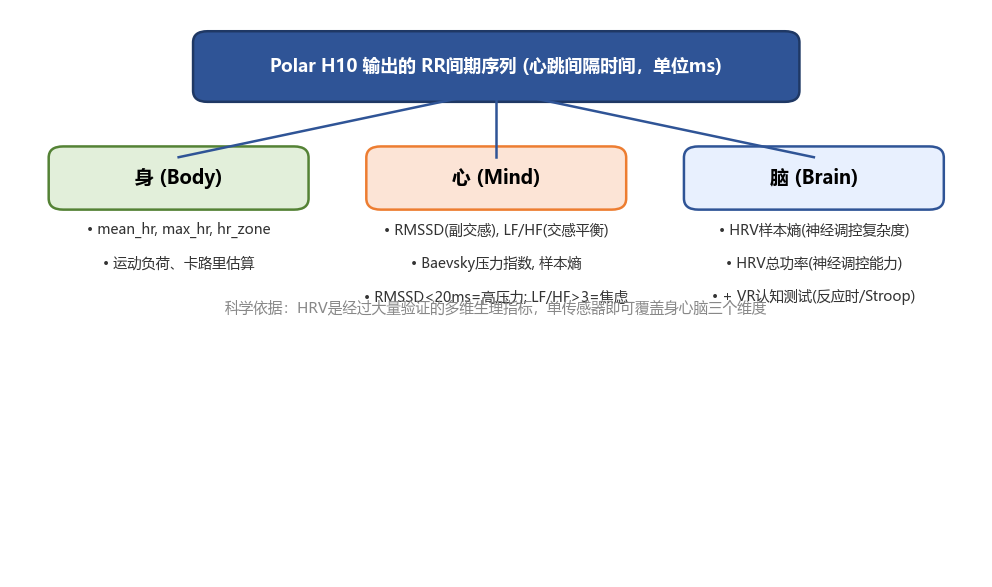 Polar H10 输出的 RR间期序列 (心跳间隔时间，单位ms)
身 (Body)
• mean_hr, max_hr, hr_zone
• 运动负荷、卡路里估算
心 (Mind)
• RMSSD(副交感), LF/HF(交感平衡)
• Baevsky压力指数, 样本熵
• RMSSD<20ms=高压力; LF/HF>3=焦虑
脑 (Brain)
• HRV样本熵(神经调控复杂度)
• HRV总功率(神经调控能力)
• + VR认知测试(反应时/Stroop)
科学依据：HRV是经过大量验证的多维生理指标，单传感器即可覆盖身心脑三个维度